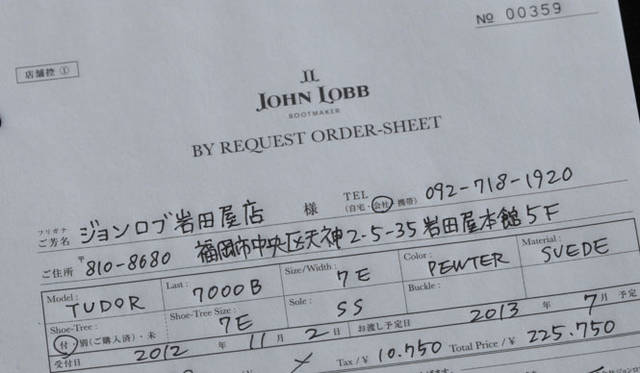 No 00359
店舗控 ①
JL
JOHN LOBB
BOOTMAKER
BY REQUEST ORDER-SHEET
フリガナ
ご芳名 ジョンロブ岩田屋店 様 TEL (自宅・会社・携帯) 092-718-1920
ご住所 〒810-8680 福岡市中央区天神2-5-35岩田屋本館5F
Model: TUDOR Last: 7000B Size/Width: 7E Color: PEWTER Material: SUEDE
Shoe-Tree: 付 別(ご購入済)・未 Shoe-Tree Size: 7E Sole: SS Buckle:
受付日 2012 年 11 月 2 日 お渡し予定日 2013 年 7 月 予定
Tax / ¥ 10.750 Total Price / ¥ 225.750